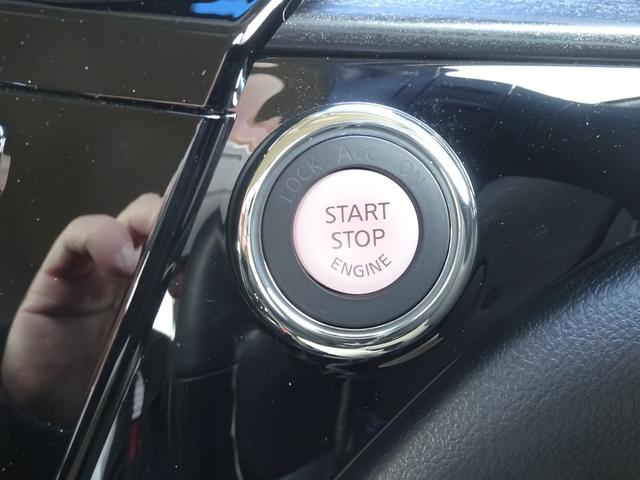 LOCK ACC ON
START
STOP
ENGINE